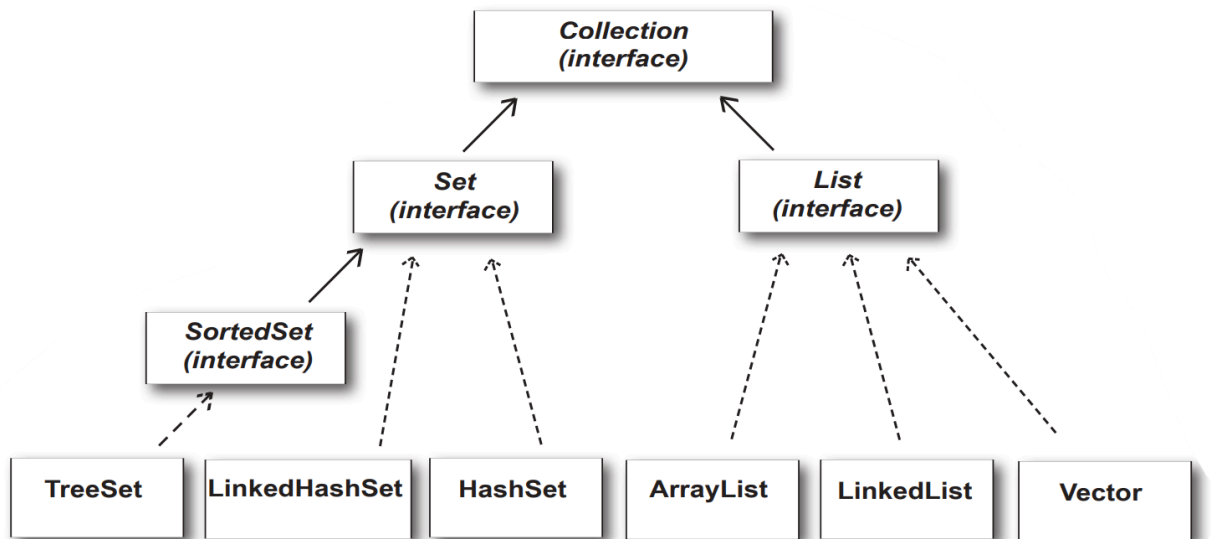 Collection
(interface)
Set
(interface)
List
(interface)
SortedSet
(interface)
TreeSet
LinkedHashSet
HashSet
ArrayList
LinkedList
Vector